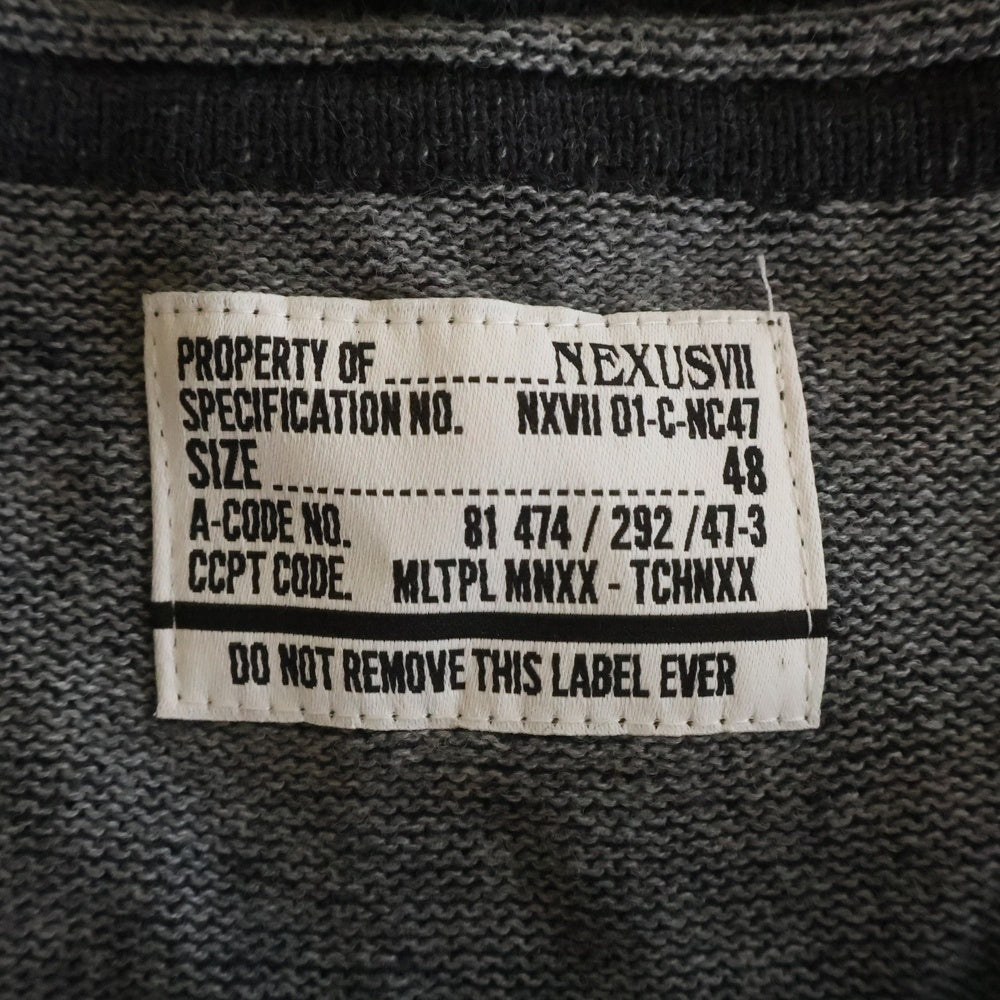 PROPERTY OF ........... NEXUSVII
SPECIFICATION NO. NXVII 01-C-NC47
SIZE ........................... 48
A-CODE NO. 81 474 / 292 /47-3
CCPT CODE. MLTPL MNXX - TCHNXX
DO NOT REMOVE THIS LABEL EVER